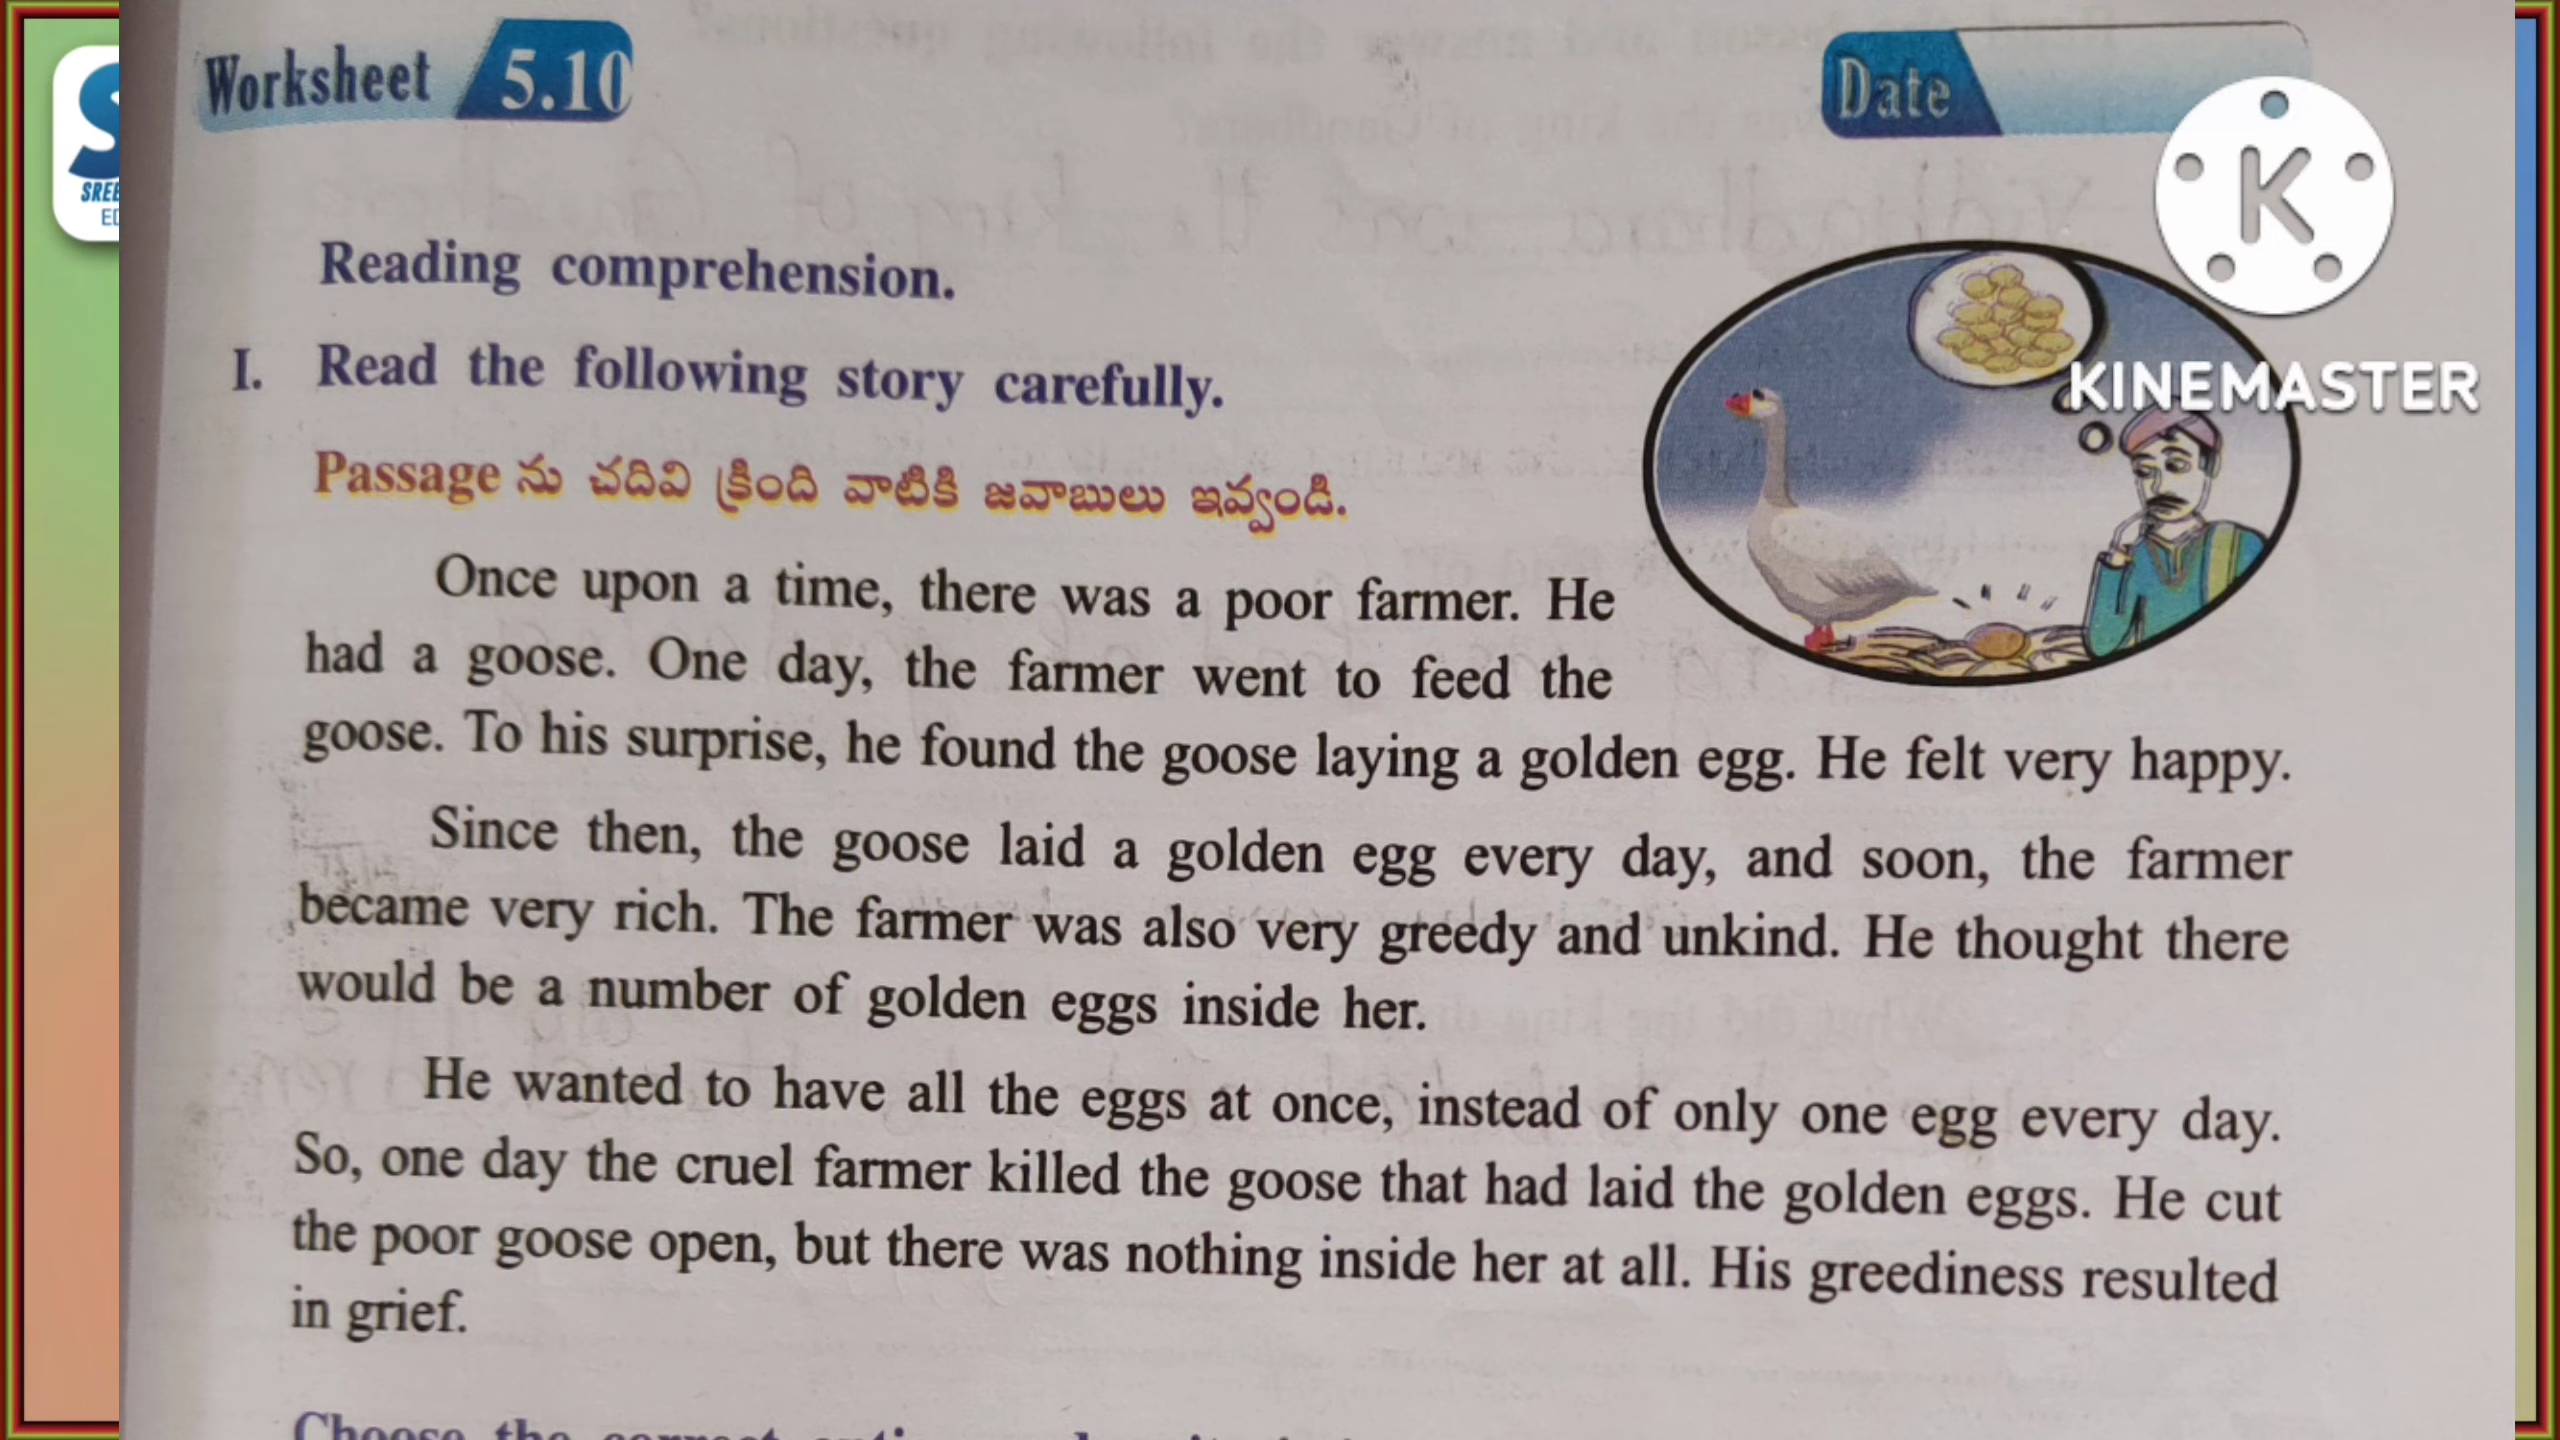 Worksheet 5.10
Date
SREE
KINEMASTER
Reading comprehension.
I. Read the following story carefully.
Passage ను చదివి క్రింది వాటికి జవాబులు ఇవ్వండి.
Once upon a time, there was a poor farmer. He
had a goose. One day, the farmer went to feed the
goose. To his surprise, he found the goose laying a golden egg. He felt very happy.
Since then, the goose laid a golden egg every day, and soon, the farmer
became very rich. The farmer was also very greedy and unkind. He thought there
would be a number of golden eggs inside her.
He wanted to have all the eggs at once, instead of only one egg every day.
So, one day the cruel farmer killed the goose that had laid the golden eggs. He cut
the poor goose open, but there was nothing inside her at all. His greediness resulted
in grief.
Choose the correct